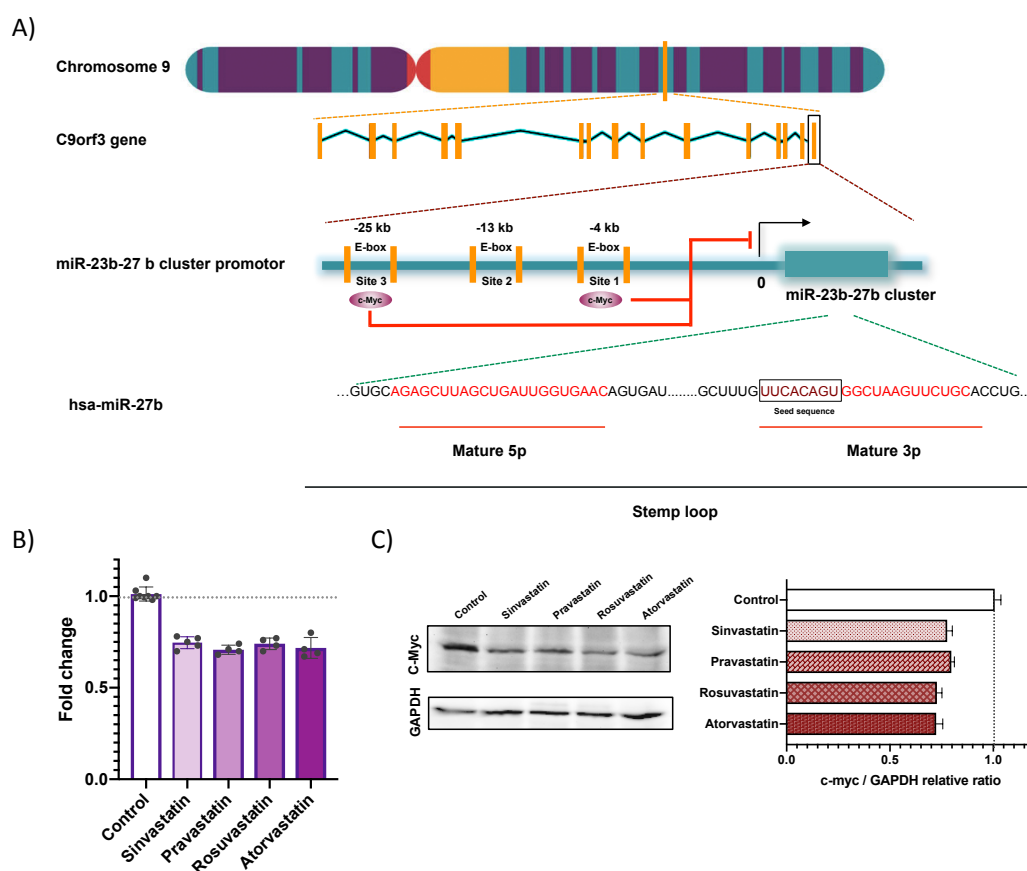 A)
Chromosome 9
C9orf3 gene
-25 kb -13 kb -4 kb
E-box E-box E-box
miR-23b-27 b cluster promotor
Site 3 Site 2 Site 1
c-Myc c-Myc
0
miR-23b-27b cluster
hsa-miR-27b
...GUGCAGAGCUUAGCUGAUUGGUGAACAGUGAU........GCUUUGUUCACAGUGGCUAAGUUCUGCACCUG...
Seed sequence
Mature 5p Mature 3p
Stemp loop
B)
Fold change
1.0
0.5
0.0
Control
Sinvastatin
Pravastatin
Rosuvastatin
Atorvastatin
C)
Control
Sinvastatin
Pravastatin
Rosuvastatin
Atorvastatin
C-Myc
GAPDH
Control
Sinvastatin
Pravastatin
Rosuvastatin
Atorvastatin
0.0 0.5 1.0
c-myc / GAPDH relative ratio